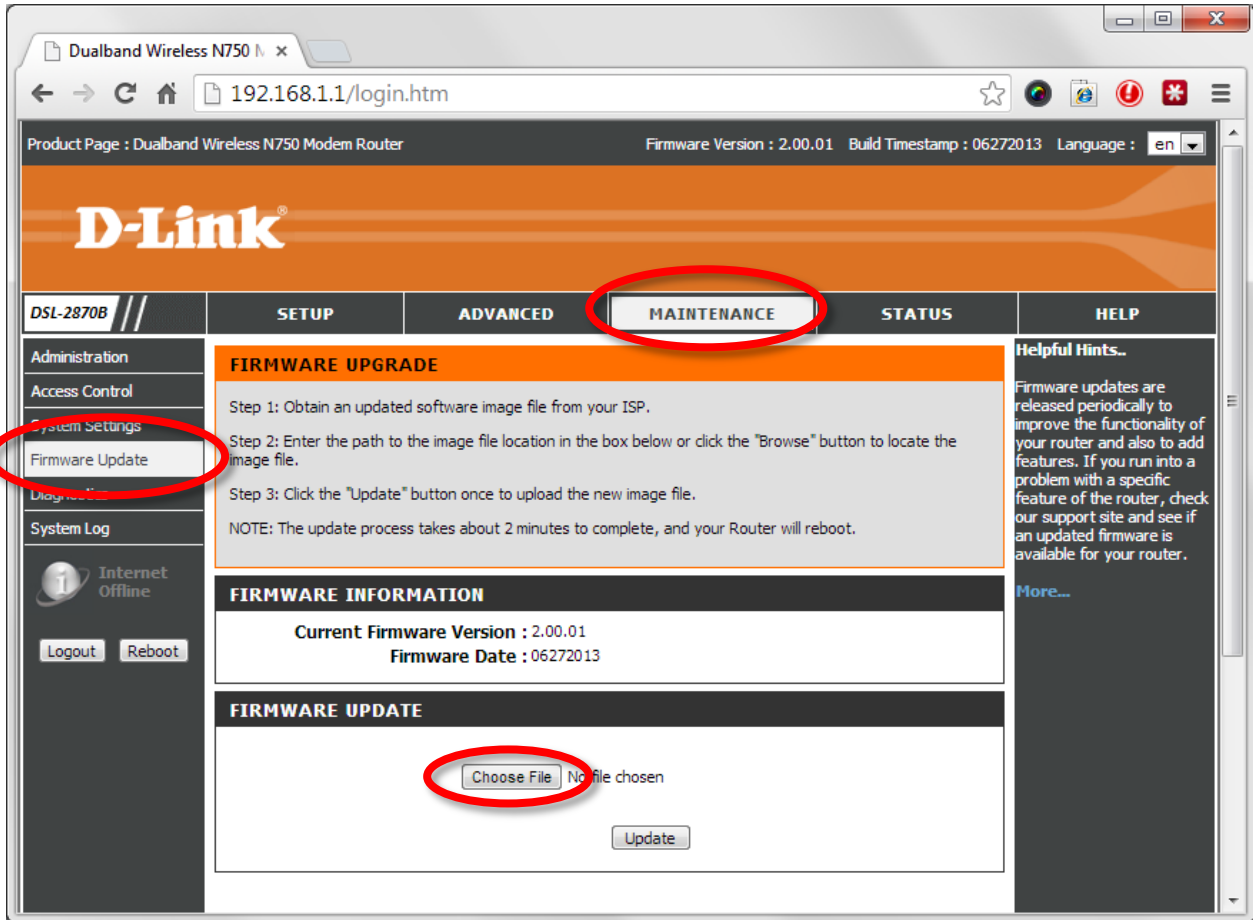 Dualband Wireless N750 M
192.168.1.1/login.htm
Product Page : Dualband Wireless N750 Modem Router
Firmware Version : 2.00.01 Build Timestamp : 06272013 Language : en
D-Link®
DSL-2870B
SETUP
ADVANCED
MAINTENANCE
STATUS
HELP
Administration
Access Control
System Settings
Firmware Update
Diagnostics
System Log
Internet
Offline
Logout Reboot
FIRMWARE UPGRADE
Step 1: Obtain an updated software image file from your ISP.
Step 2: Enter the path to the image file location in the box below or click the "Browse" button to locate the
image file.
Step 3: Click the "Update" button once to upload the new image file.
NOTE: The update process takes about 2 minutes to complete, and your Router will reboot.
FIRMWARE INFORMATION
Current Firmware Version : 2.00.01
Firmware Date : 06272013
FIRMWARE UPDATE
Choose File No file chosen
Update
Helpful Hints..
Firmware updates are
released periodically to
improve the functionality of
your router and also to add
features. If you run into a
problem with a specific
feature of the router, check
our support site and see if
an updated firmware is
available for your router.
More...